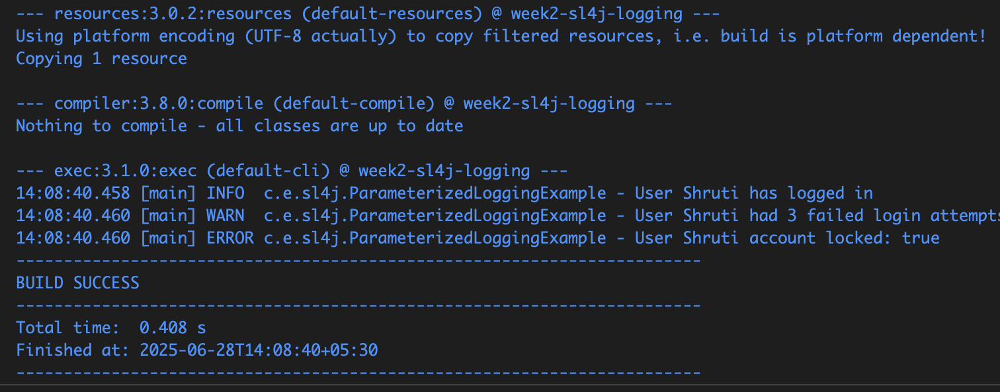 --- resources:3.0.2:resources (default-resources) @ week2-sl4j-logging ---
Using platform encoding (UTF-8 actually) to copy filtered resources, i.e. build is platform dependent!
Copying 1 resource
--- compiler:3.8.0:compile (default-compile) @ week2-sl4j-logging ---
Nothing to compile - all classes are up to date
--- exec:3.1.0:exec (default-cli) @ week2-sl4j-logging ---
14:08:40.458 [main] INFO  c.e.sl4j.ParameterizedLoggingExample - User Shruti has logged in
14:08:40.460 [main] WARN  c.e.sl4j.ParameterizedLoggingExample - User Shruti had 3 failed login attempts
14:08:40.460 [main] ERROR c.e.sl4j.ParameterizedLoggingExample - User Shruti account locked: true
------------------------------------------------------------------------
BUILD SUCCESS
------------------------------------------------------------------------
Total time:  0.408 s
Finished at: 2025-06-28T14:08:40+05:30
------------------------------------------------------------------------